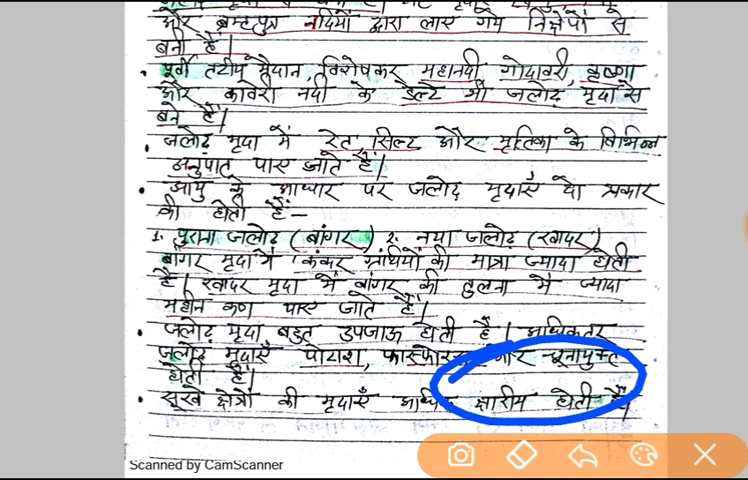 और ब्रह्मपुत्र नदियों द्वारा लाए गये निक्षेपों से
बनी है।
• पूर्वी तटीय मैदान, विशेषकर महानदी, गोदावरी, कृष्णा
और कावेरी नदी के डेल्टे भी जलोढ़ मृदा से
बने हैं।
• जलोढ़ मृदा में रेत, सिल्ट और मृत्तिका के विभिन्न
अनुपात पाए जाते हैं।
• आयु के आधार पर जलोढ़ मृदाएँ दो प्रकार
की होती हैं—
1. पुराना जलोढ़ (बांगर) 2. नया जलोढ़ (खादर)
बांगर मृदा में कंकर ग्रंथियों की मात्रा ज्यादा होती
है। खादर मृदा में बांगर की तुलना में ज्यादा
महीन कण पाए जाते हैं।
• जलोढ़ मृदा बहुत उपजाऊ होती है। अधिकतर
जलोढ़ मृदाएँ पोटाश, फास्फोरस और चूनायुक्त
होती हैं।
• सूखे क्षेत्रों की मृदाएँ अधिक क्षारीय होती हैं
Scanned by CamScanner